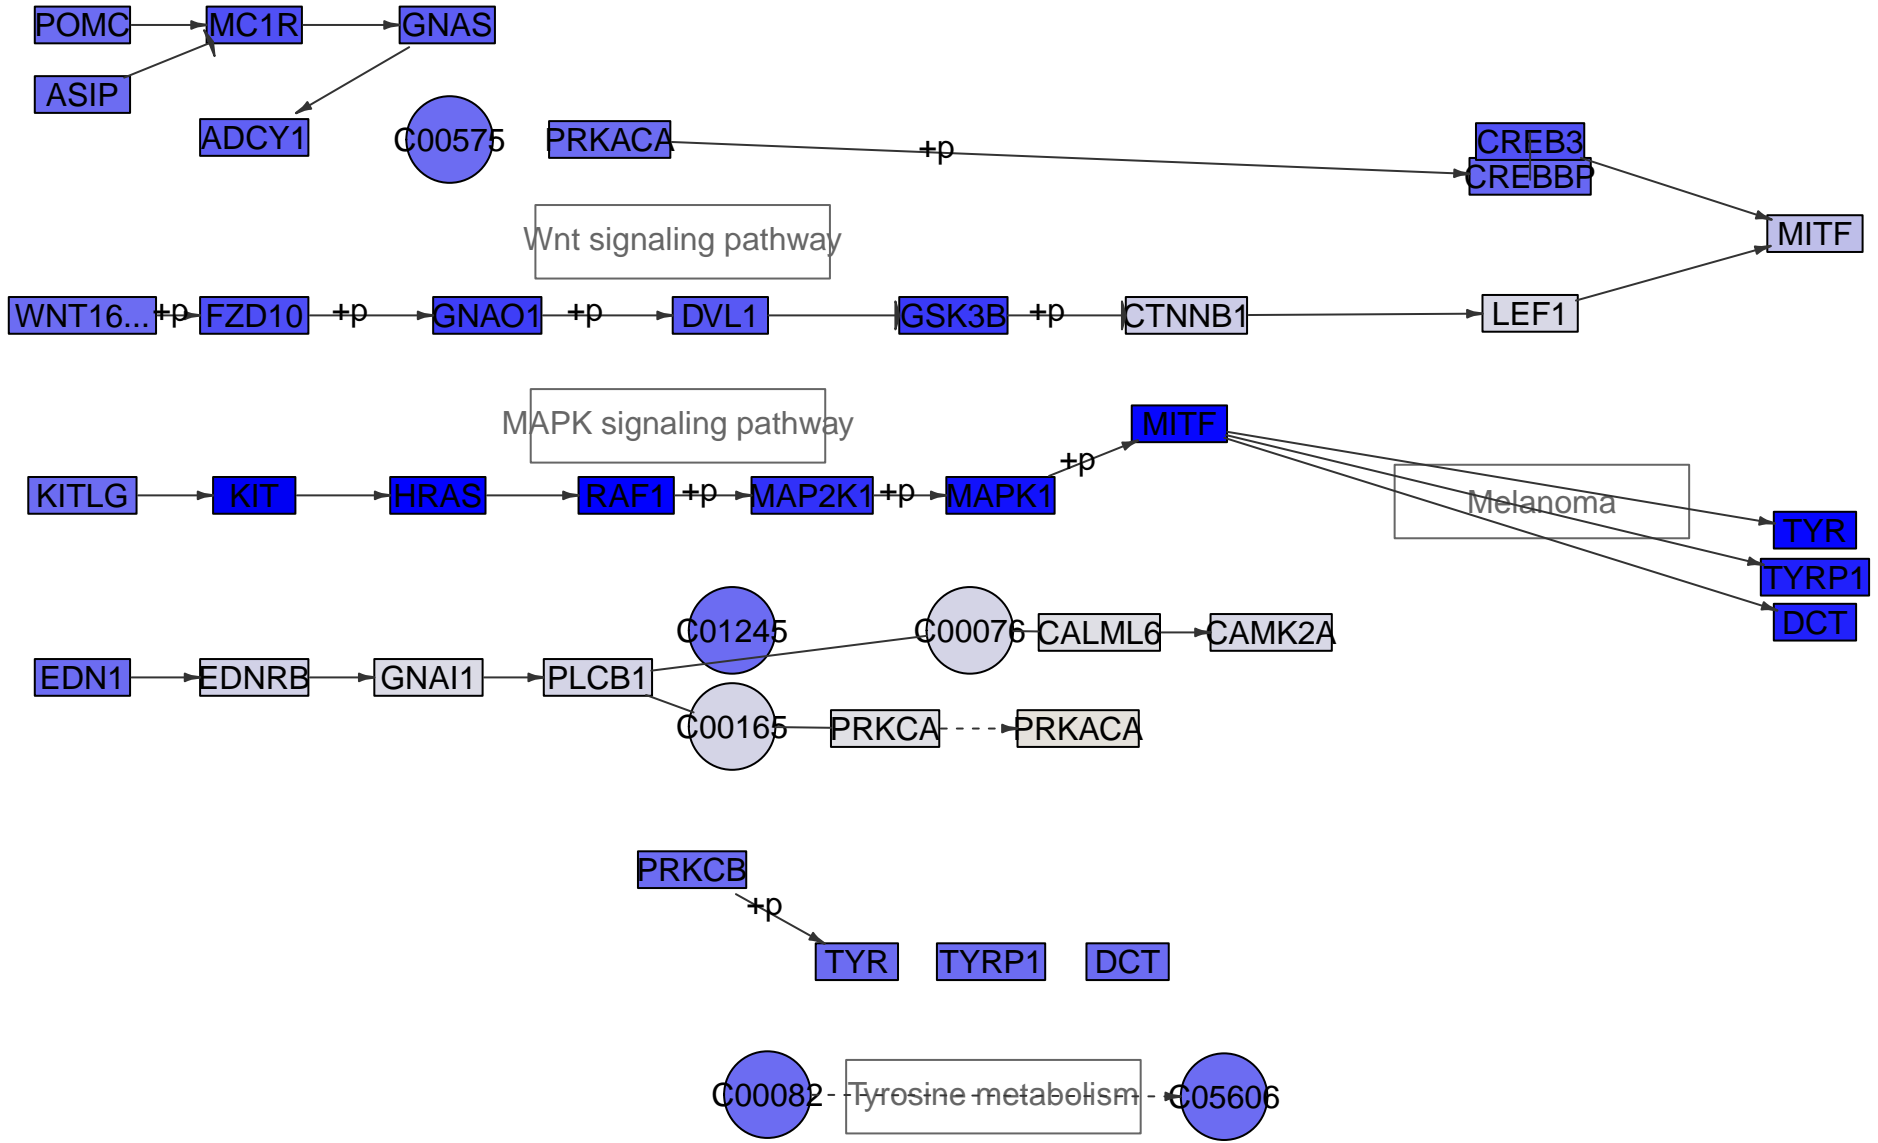 POMC MC1R GNAS
ASIP
ADCY1 C00575 PRKACA +p CREB3
CREBBP
Wnt signaling pathway MITF
WNT16... +p FZD10 +p GNAO1 +p DVL1 GSK3B +p CTNNB1 LEF1
MAPK signaling pathway MITF
+p
KITLG KIT HRAS RAF1 +p MAP2K1 +p MAPK1 Melanoma
TYR
TYRP1
DCT
C01245 C00076 CALML6 CAMK2A
EDN1 EDNRB GNAI1 PLCB1
C00165 PRKCA PRKACA
PRKCB
+p
TYR TYRP1 DCT
C00082 Tyrosine metabolism C05606